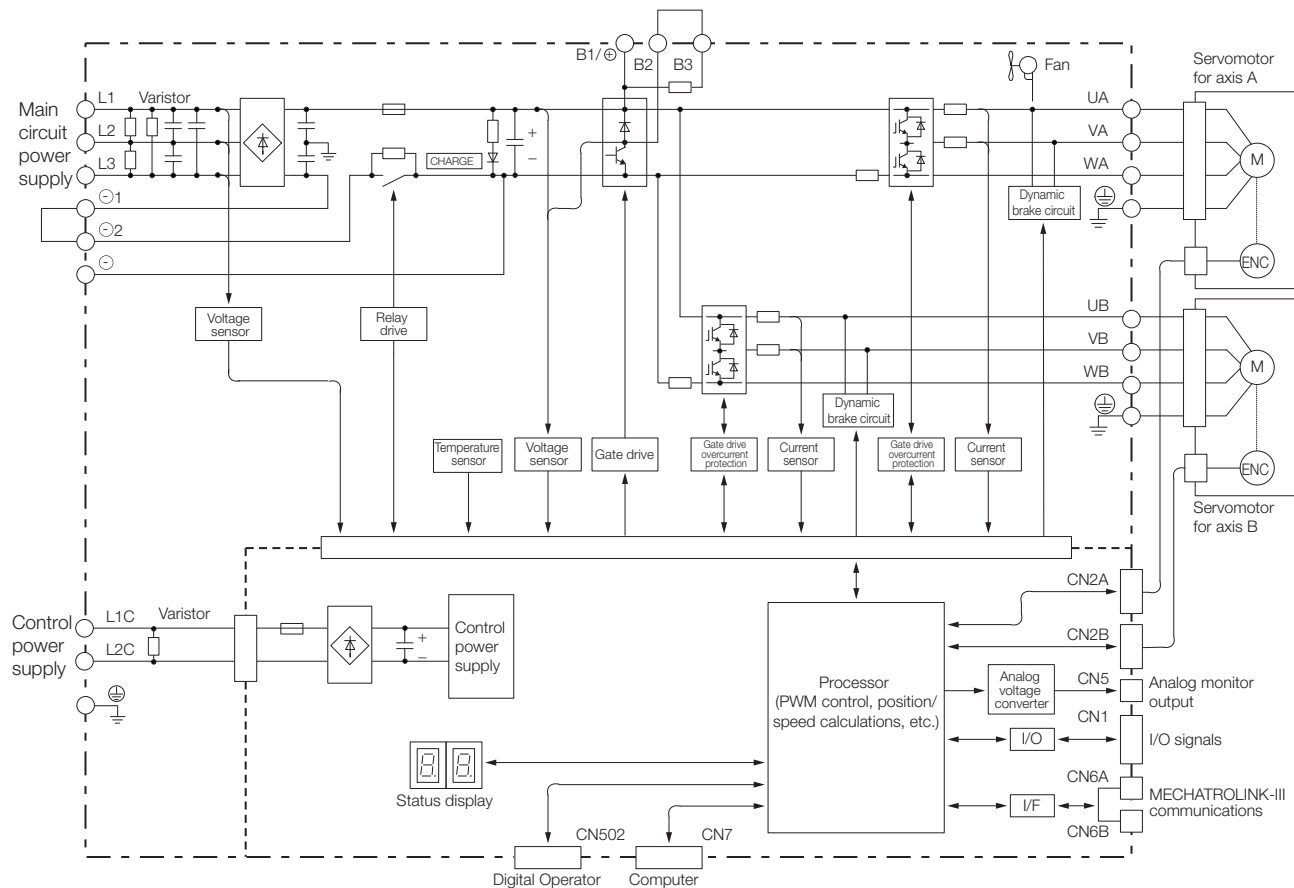 B1/⊕
B2
B3
Fan
Servomotor
for axis A
Main
circuit
power
supply
L1
Varistor
L2
L3
⊖1
⊖2
⊖
CHARGE
+
–
UA
VA
WA
M
ENC
Dynamic
brake circuit
Voltage
sensor
Relay
drive
UB
VB
WB
M
ENC
Dynamic
brake circuit
Temperature
sensor
Voltage
sensor
Gate drive
Gate drive
overcurrent
protection
Current
sensor
Gate drive
overcurrent
protection
Current
sensor
Servomotor
for axis B
Control
power
supply
L1C
Varistor
L2C
+
–
Control
power
supply
Processor
(PWM control, position/
speed calculations, etc.)
CN2A
CN2B
Analog
voltage
converter
CN5
Analog monitor
output
CN1
I/O
I/O signals
CN6A
I/F
MECHATROLINK-III
communications
CN6B
8.8.
Status display
CN502
CN7
Digital Operator
Computer